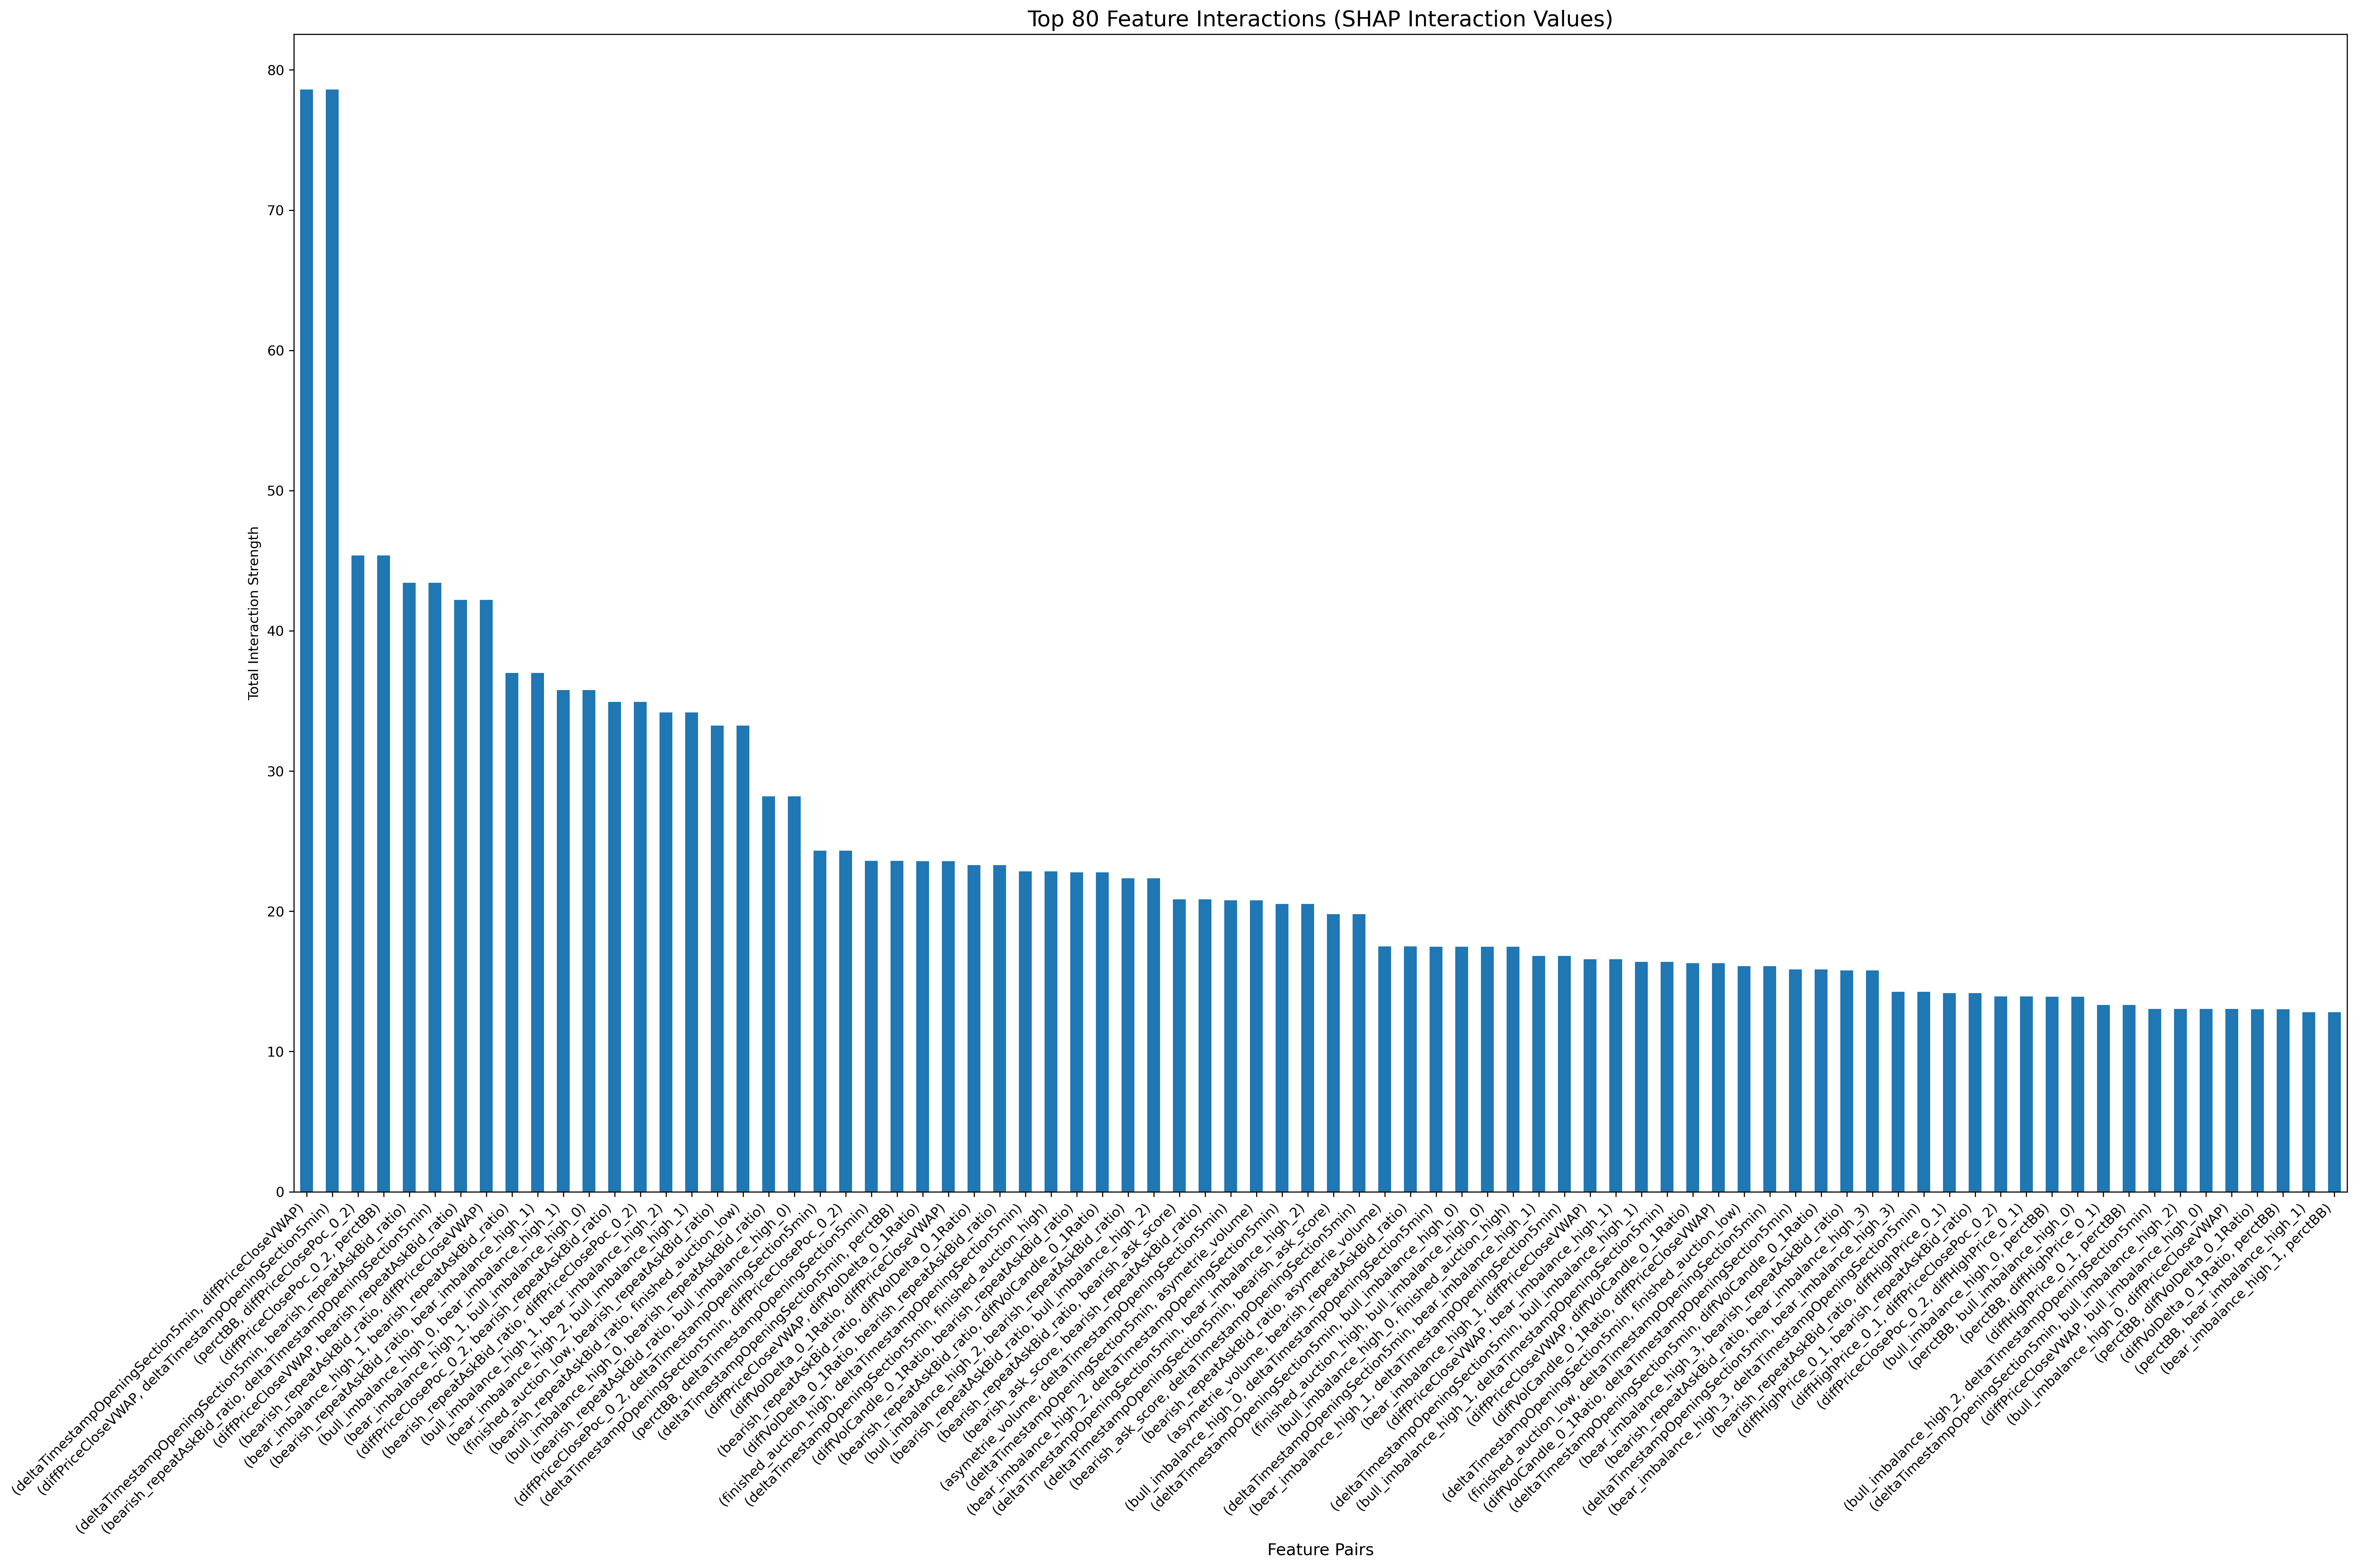 Top 80 Feature Interactions (SHAP Interaction Values)
Total Interaction Strength
80
70
60
50
40
30
20
10
0
(deltaTimestampOpeningSection5min, diffPriceCloseVWAP)
(diffPriceCloseVWAP, deltaTimestampOpeningSection5min)
(perctBB, diffPriceClosePoc_0_2)
(diffPriceClosePoc_0_2, perctBB)
(deltaTimestampOpeningSection5min, bearish_repeatAskBid_ratio)
(bearish_repeatAskBid_ratio, deltaTimestampOpeningSection5min)
(diffPriceCloseVWAP, bearish_repeatAskBid_ratio)
(bearish_repeatAskBid_ratio, diffPriceCloseVWAP)
(bear_imbalance_high_1, bearish_repeatAskBid_ratio)
(bearish_repeatAskBid_ratio, bear_imbalance_high_1)
(bull_imbalance_high_0, bear_imbalance_high_1)
(bear_imbalance_high_1, bull_imbalance_high_0)
(diffPriceClosePoc_0_2, bearish_repeatAskBid_ratio)
(bearish_repeatAskBid_ratio, diffPriceClosePoc_0_2)
(bull_imbalance_high_1, bear_imbalance_high_2)
(bear_imbalance_high_2, bull_imbalance_high_1)
(finished_auction_low, bearish_repeatAskBid_ratio)
(bearish_repeatAskBid_ratio, finished_auction_low)
(bull_imbalance_high_0, bearish_repeatAskBid_ratio)
(bearish_repeatAskBid_ratio, bull_imbalance_high_0)
(diffPriceClosePoc_0_2, deltaTimestampOpeningSection5min)
(deltaTimestampOpeningSection5min, diffPriceClosePoc_0_2)
(perctBB, deltaTimestampOpeningSection5min)
(deltaTimestampOpeningSection5min, perctBB)
(diffPriceCloseVWAP, diffVolDelta_0_1Ratio)
(diffVolDelta_0_1Ratio, diffPriceCloseVWAP)
(bearish_repeatAskBid_ratio, diffVolDelta_0_1Ratio)
(diffVolDelta_0_1Ratio, bearish_repeatAskBid_ratio)
(finished_auction_high, deltaTimestampOpeningSection5min)
(deltaTimestampOpeningSection5min, finished_auction_high)
(diffVolCandle_0_1Ratio, bearish_repeatAskBid_ratio)
(bearish_repeatAskBid_ratio, diffVolCandle_0_1Ratio)
(bull_imbalance_high_2, bearish_repeatAskBid_ratio)
(bearish_repeatAskBid_ratio, bull_imbalance_high_2)
(bearish_repeatAskBid_ratio, bearish_ask_score)
(bearish_ask_score, bearish_repeatAskBid_ratio)
(asymetrie_volume, deltaTimestampOpeningSection5min)
(deltaTimestampOpeningSection5min, asymetrie_volume)
(bear_imbalance_high_2, deltaTimestampOpeningSection5min)
(deltaTimestampOpeningSection5min, bear_imbalance_high_2)
(deltaTimestampOpeningSection5min, bearish_ask_score)
(bearish_ask_score, deltaTimestampOpeningSection5min)
(bearish_repeatAskBid_ratio, asymetrie_volume)
(asymetrie_volume, bearish_repeatAskBid_ratio)
(bull_imbalance_high_0, deltaTimestampOpeningSection5min)
(deltaTimestampOpeningSection5min, bull_imbalance_high_0)
(finished_auction_high, bull_imbalance_high_0)
(bull_imbalance_high_0, finished_auction_high)
(deltaTimestampOpeningSection5min, bear_imbalance_high_1)
(bear_imbalance_high_1, deltaTimestampOpeningSection5min)
(bear_imbalance_high_1, diffPriceCloseVWAP)
(diffPriceCloseVWAP, bear_imbalance_high_1)
(deltaTimestampOpeningSection5min, bull_imbalance_high_1)
(bull_imbalance_high_1, deltaTimestampOpeningSection5min)
(diffPriceCloseVWAP, diffVolCandle_0_1Ratio)
(diffVolCandle_0_1Ratio, diffPriceCloseVWAP)
(deltaTimestampOpeningSection5min, finished_auction_low)
(finished_auction_low, deltaTimestampOpeningSection5min)
(diffVolCandle_0_1Ratio, deltaTimestampOpeningSection5min)
(deltaTimestampOpeningSection5min, diffVolCandle_0_1Ratio)
(bear_imbalance_high_3, bearish_repeatAskBid_ratio)
(bearish_repeatAskBid_ratio, bear_imbalance_high_3)
(deltaTimestampOpeningSection5min, bear_imbalance_high_3)
(bear_imbalance_high_3, deltaTimestampOpeningSection5min)
(bearish_repeatAskBid_ratio, diffHighPrice_0_1)
(diffHighPrice_0_1, bearish_repeatAskBid_ratio)
(diffHighPrice_0_1, diffPriceClosePoc_0_2)
(diffPriceClosePoc_0_2, diffHighPrice_0_1)
(bull_imbalance_high_0, perctBB)
(perctBB, bull_imbalance_high_0)
(perctBB, diffHighPrice_0_1)
(diffHighPrice_0_1, perctBB)
(bull_imbalance_high_2, deltaTimestampOpeningSection5min)
(deltaTimestampOpeningSection5min, bull_imbalance_high_2)
(diffPriceCloseVWAP, bull_imbalance_high_0)
(bull_imbalance_high_0, diffPriceCloseVWAP)
(perctBB, diffVolDelta_0_1Ratio)
(diffVolDelta_0_1Ratio, perctBB)
(perctBB, bear_imbalance_high_1)
(bear_imbalance_high_1, perctBB)
Feature Pairs